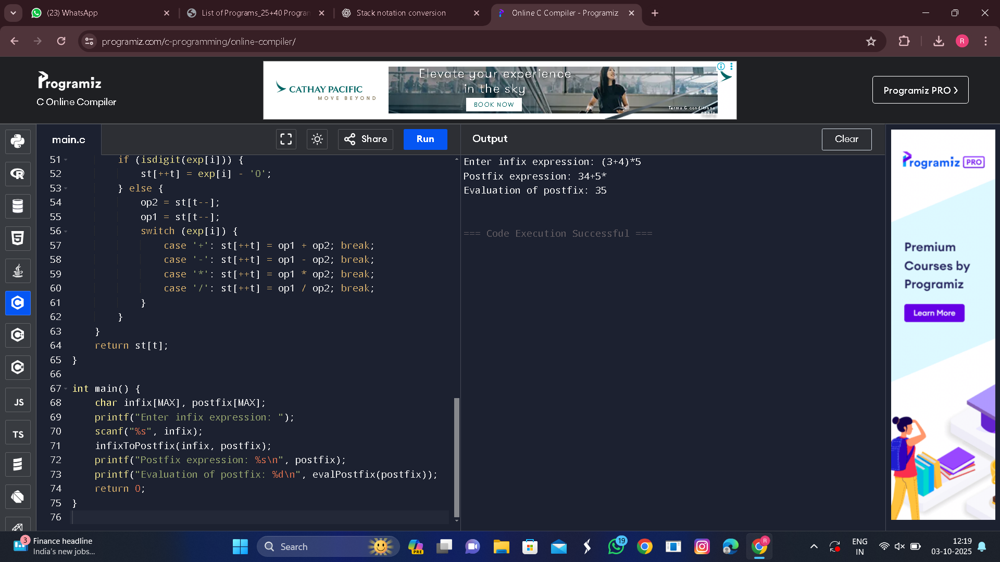 (23) WhatsApp
List of Programs_25+40 Progran
Stack notation conversion
Online C Compiler - Programiz
programiz.com/c-programming/online-compiler/
R
Programiz
C Online Compiler
CATHAY PACIFIC
MOVE BEYOND
Elevate your experience
in the sky
BOOK NOW
Terms & conditions
apply
Programiz PRO
main.c
Share
Run
Output
Clear
51 if (isdigit(exp[i])) {
52 st[++t] = exp[i] - '0';
53 } else {
54 op2 = st[t--];
55 op1 = st[t--];
56 switch (exp[i]) {
57 case '+': st[++t] = op1 + op2; break;
58 case '-': st[++t] = op1 - op2; break;
59 case '*': st[++t] = op1 * op2; break;
60 case '/': st[++t] = op1 / op2; break;
61 }
62 }
63 }
64 return st[t];
65 }
66
67 int main() {
68 char infix[MAX], postfix[MAX];
69 printf("Enter infix expression: ");
70 scanf("%s", infix);
71 infixToPostfix(infix, postfix);
72 printf("Postfix expression: %s\n", postfix);
73 printf("Evaluation of postfix: %d\n", evalPostfix(postfix));
74 return 0;
75 }
76
Enter infix expression: (3+4)*5
Postfix expression: 34+5*
Evaluation of postfix: 35
=== Code Execution Successful ===
Programiz PRO
Premium
Courses by
Programiz
Learn More
JS
TS
3
Finance headline
India's new jobs...
Search
PRE
19
R
ENG
IN
12:19
03-10-2025